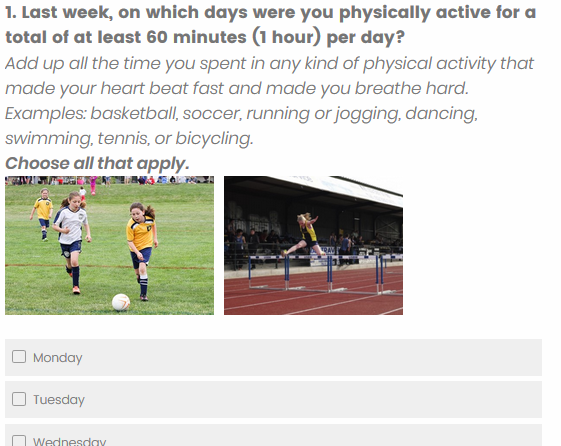 1. Last week, on which days were you physically active for a
total of at least 60 minutes (1 hour) per day?
Add up all the time you spent in any kind of physical activity that
made your heart beat fast and made you breathe hard.
Examples: basketball, soccer, running or jogging, dancing,
swimming, tennis, or bicycling.
Choose all that apply.
Monday
Tuesday
Wednesday